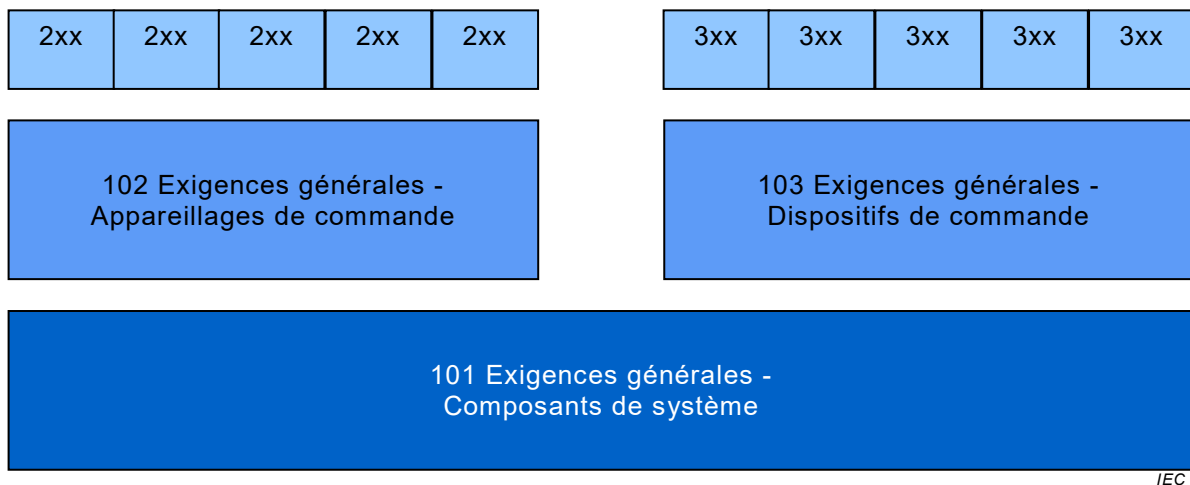 2xx 2xx 2xx 2xx 2xx 3xx 3xx 3xx 3xx 3xx
102 Exigences générales -
Appareillages de commande
103 Exigences générales -
Dispositifs de commande
101 Exigences générales -
Composants de système
IEC